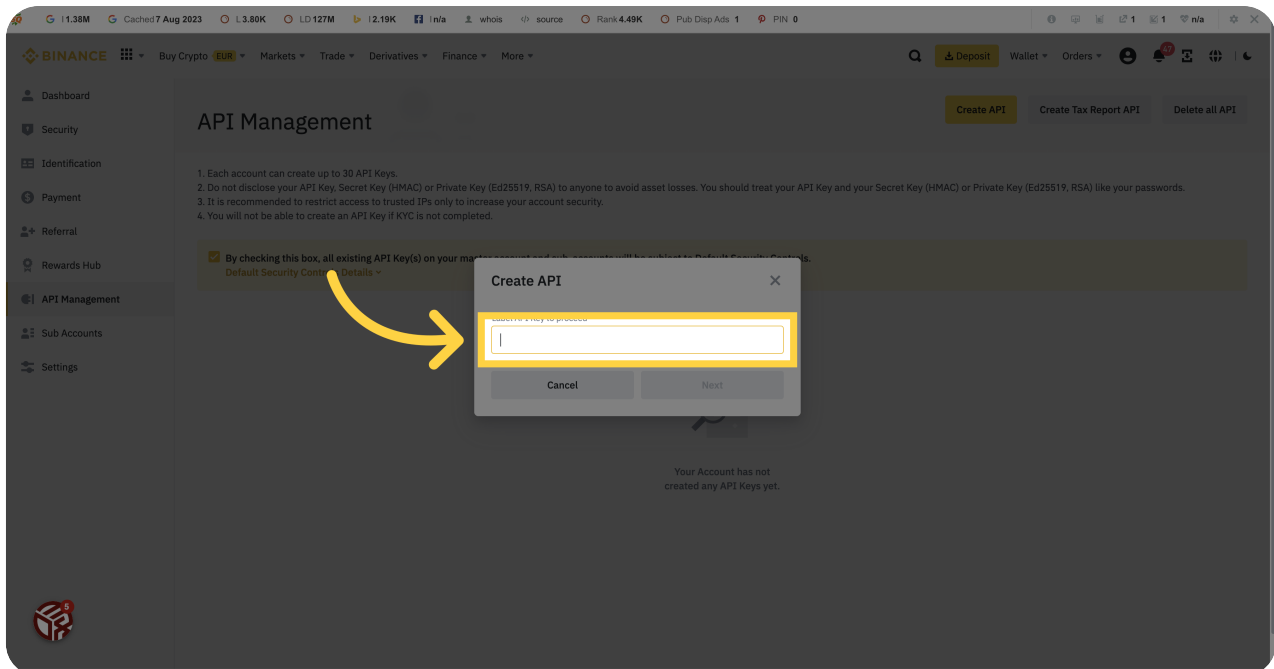 1.38M Cached 7 Aug 2023 L 3.80K LD 127M I 2.19K I n/a whois source Rank 4.49K Pub Disp Ads 1 PIN 0 1 1 n/a
BINANCE Buy Crypto EUR Markets Trade Derivatives Finance More Deposit Wallet Orders 47
Dashboard
Security
Identification
Payment
Referral
Rewards Hub
API Management
Sub Accounts
Settings
API Management
Create API Create Tax Report API Delete all API
1. Each account can create up to 30 API Keys.
2. Do not disclose your API Key, Secret Key (HMAC) or Private Key (Ed25519, RSA) to anyone to avoid asset losses. You should treat your API Key and your Secret Key (HMAC) or Private Key (Ed25519, RSA) like your passwords.
3. It is recommended to restrict access to trusted IPs only to increase your account security.
4. You will not be able to create an API Key if KYC is not completed.
By checking this box, all existing API Key(s) on your master account and sub-accounts will be subject to Default Security Controls.
Default Security Controls Details
Create API
Label API Key to proceed
Cancel Next
Your Account has not
created any API Keys yet.
5